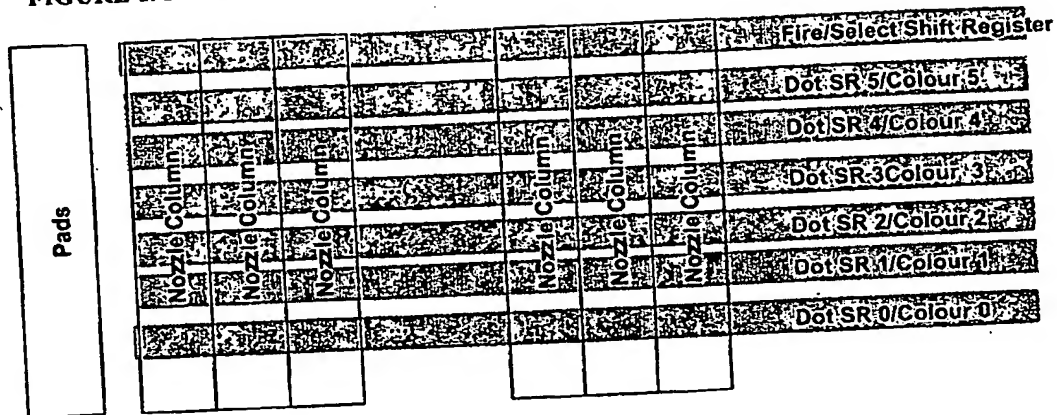 FIGURE
Fire/Select Shift Register
Dot SR 5/Colour 5
Dot SR 4/Colour 4
Dot SR 3Colour 3
Dot SR 2/Colour 2
Dot SR 1/Colour 1
Dot SR 0/Colour 0
Pads
Nozzle Column
Nozzle Column
Nozzle Column
Nozzle Column
Nozzle Column
Nozzle Column